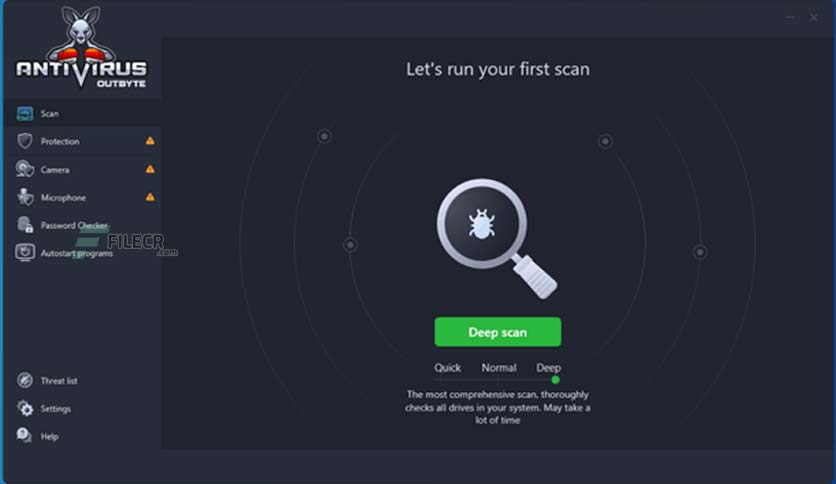 ANTIVIRUS
OUTBYTE
Let's run your first scan
Scan
Protection
Camera
Microphone
Password Checker
FILECR
.com
Autostart programs
Deep scan
Quick Normal Deep
The most comprehensive scan, thoroughly
checks all drives in your system. May take a
lot of time
Threat list
Settings
Help